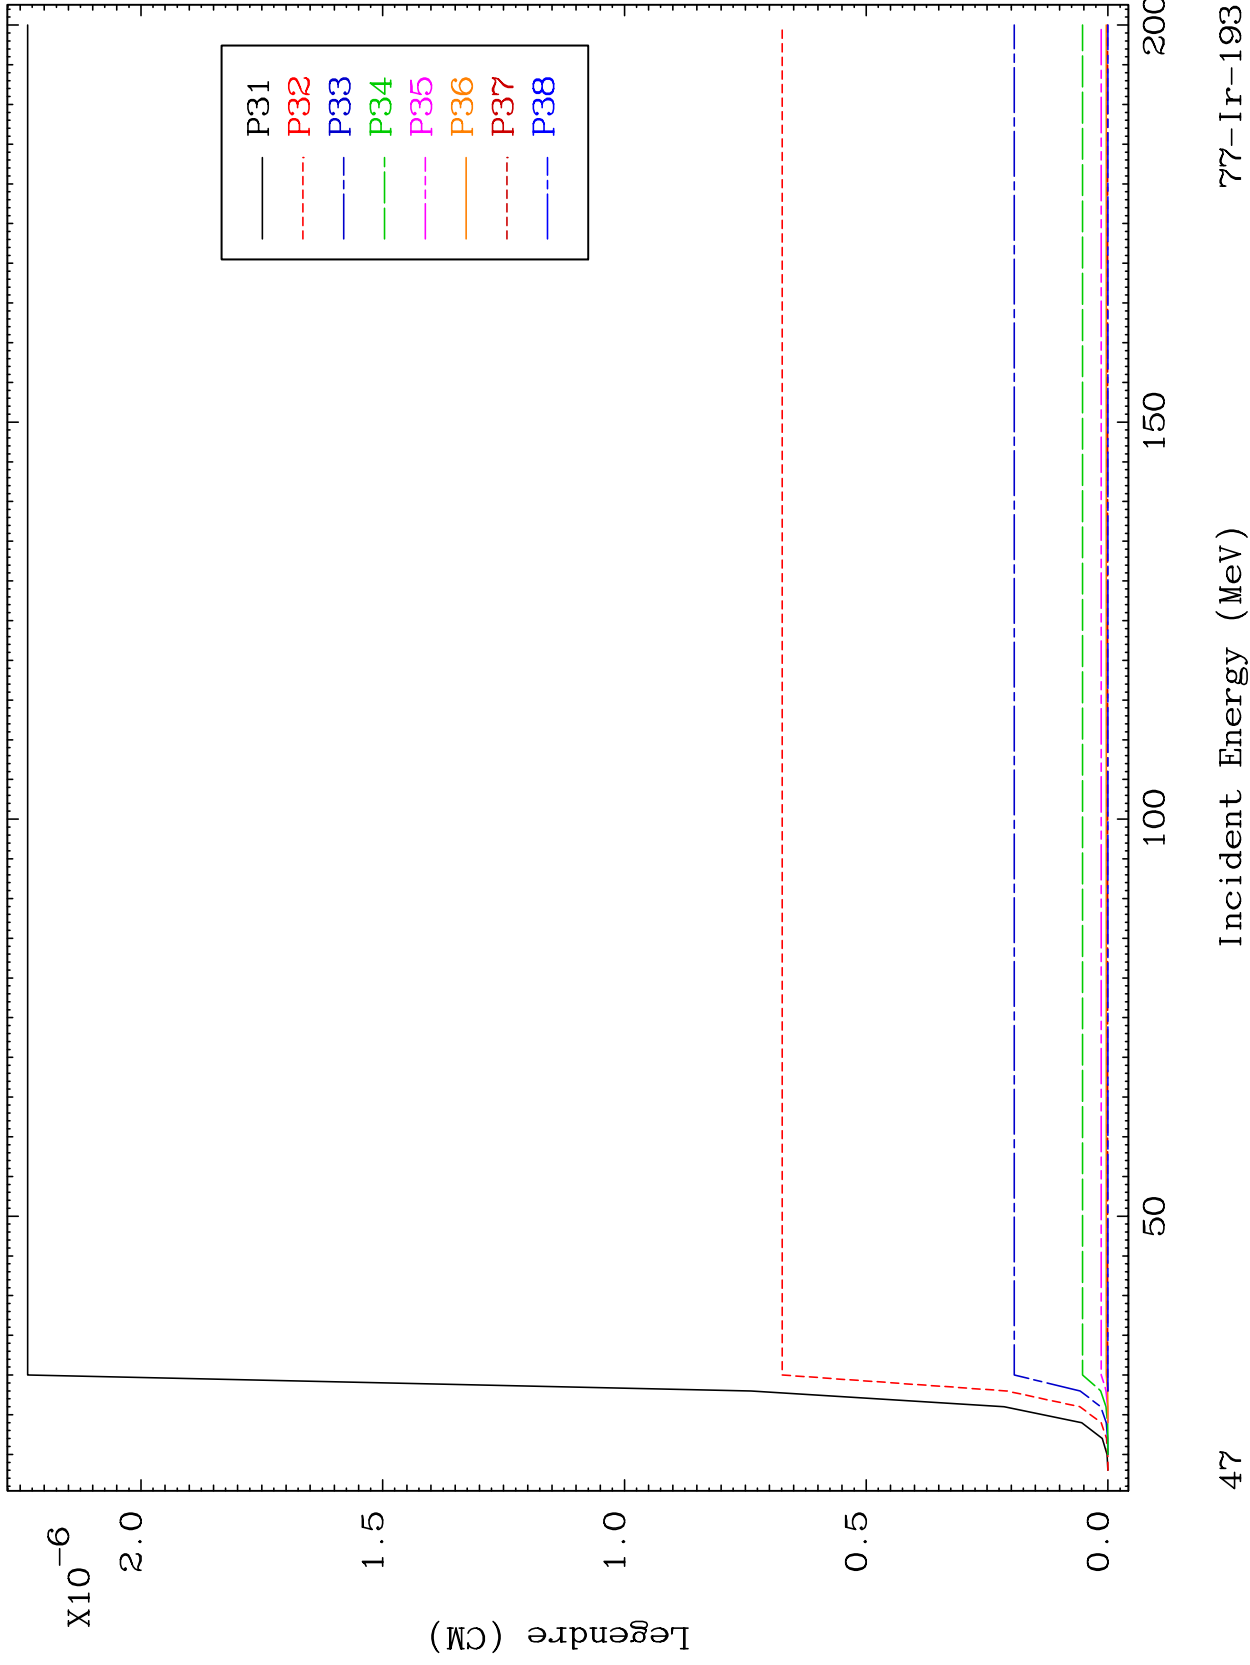 X10-6
2.0
1.5
1.0
0.5
0.0
Legendre (CM)
P31
P32
P33
P34
P35
P36
P37
P38
50
100
150
200
47
Incident Energy (MeV)
77-Ir-193